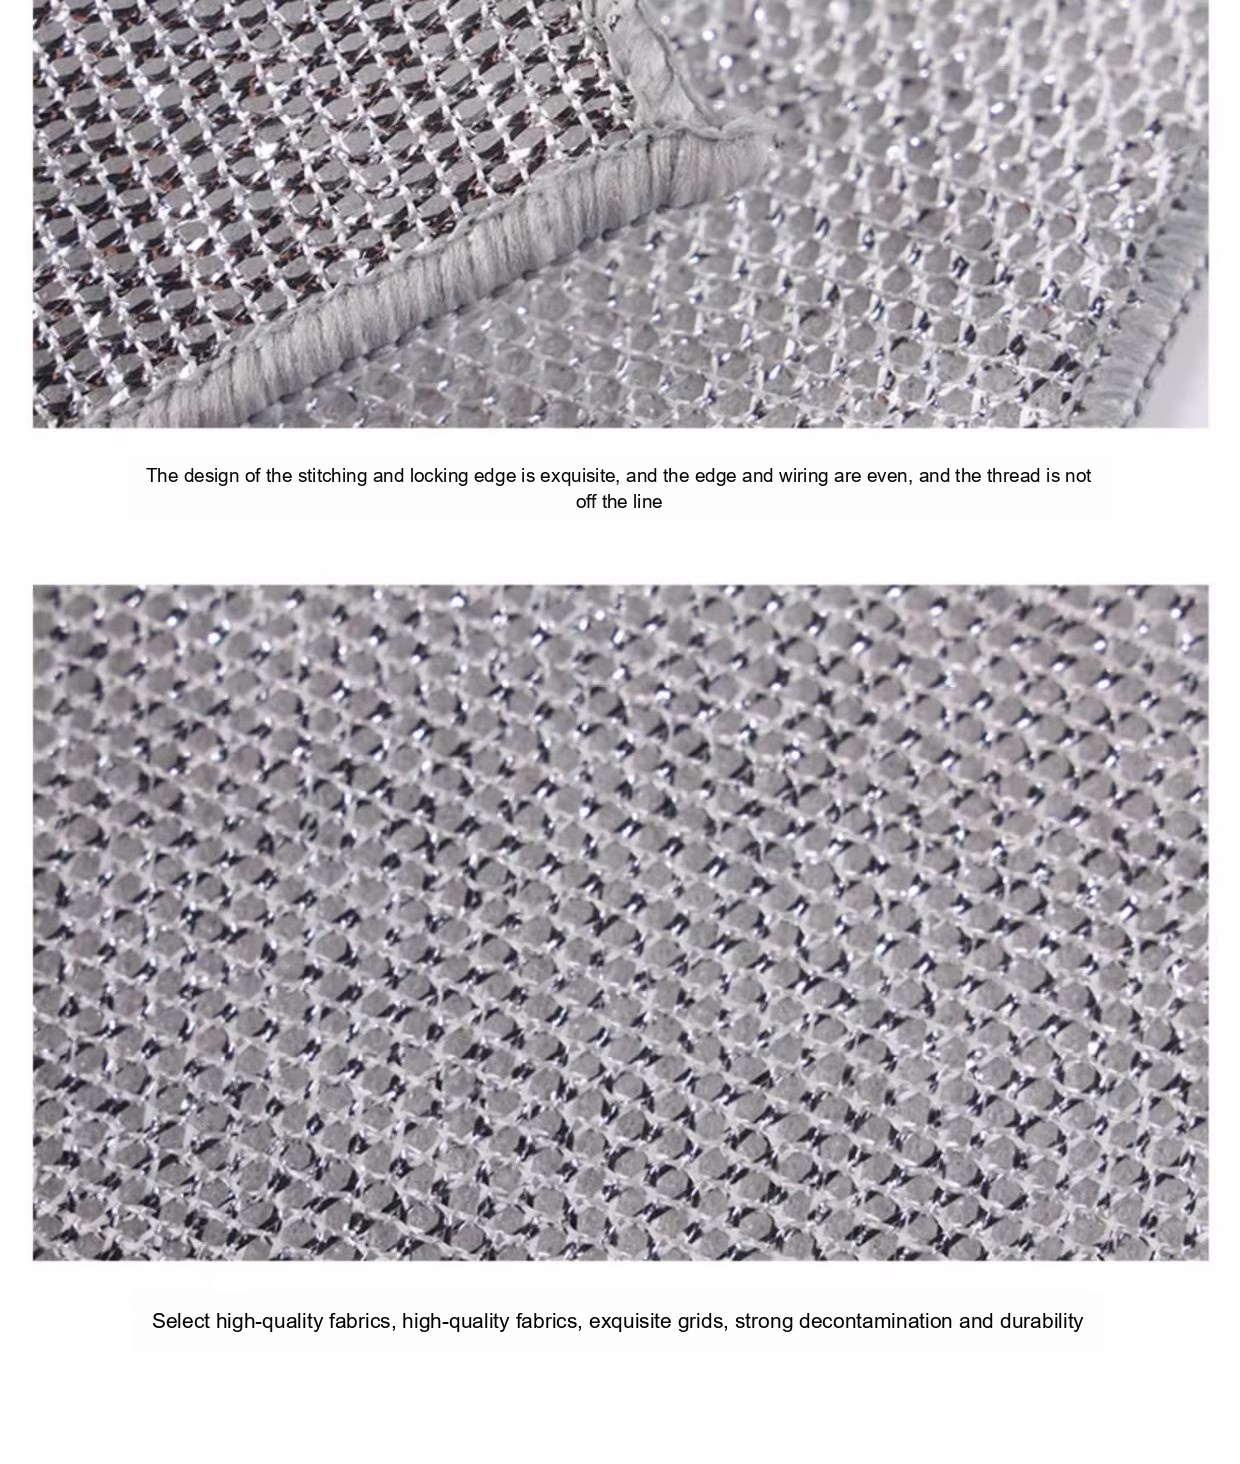 The design of the stitching and locking edge is exquisite, and the edge and wiring are even, and the thread is not
off the line
Select high-quality fabrics, high-quality fabrics, exquisite grids, strong decontamination and durability